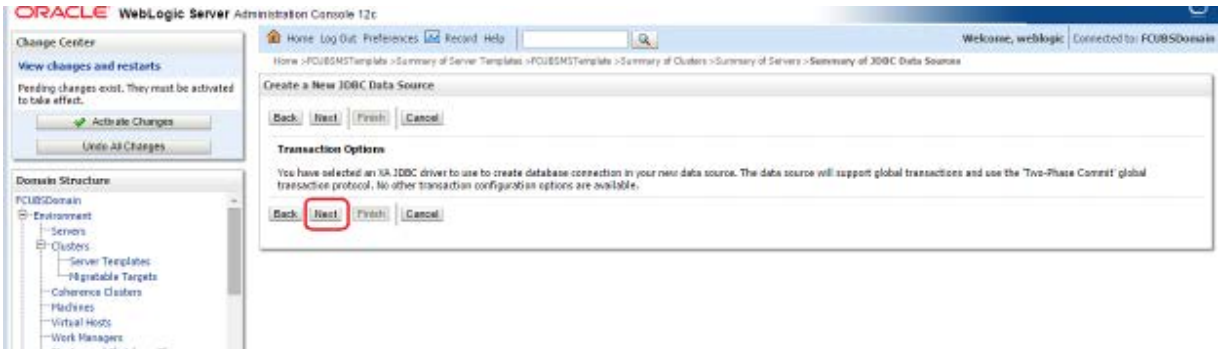 ORACLE WebLogic Server Administration Console 12c
Change Center
View changes and restarts
Pending changes exist. They must be activated
to take effect.
Activate Changes
Undo All Changes
Domain Structure
FCUBSDomain
Environment
Servers
Clusters
Server Templates
Migratable Targets
Coherence Clusters
Machines
Virtual Hosts
Work Managers
Home Log Out Preferences Record Help
Welcome, weblogic Connected to: FCUBSDomain
Home >FCUBSMSTemplate >Summary of Server Templates >FCUBSMSTemplate >Summary of Clusters >Summary of Servers >Summary of JDBC Data Sources
Create a New JDBC Data Source
Back Next Finish Cancel
Transaction Options
You have selected an XA JDBC driver to use to create database connection in your new data source. The data source will support global transactions and use the 'Two-Phase Commit' global
transaction protocol. No other transaction configuration options are available.
Back Next Finish Cancel